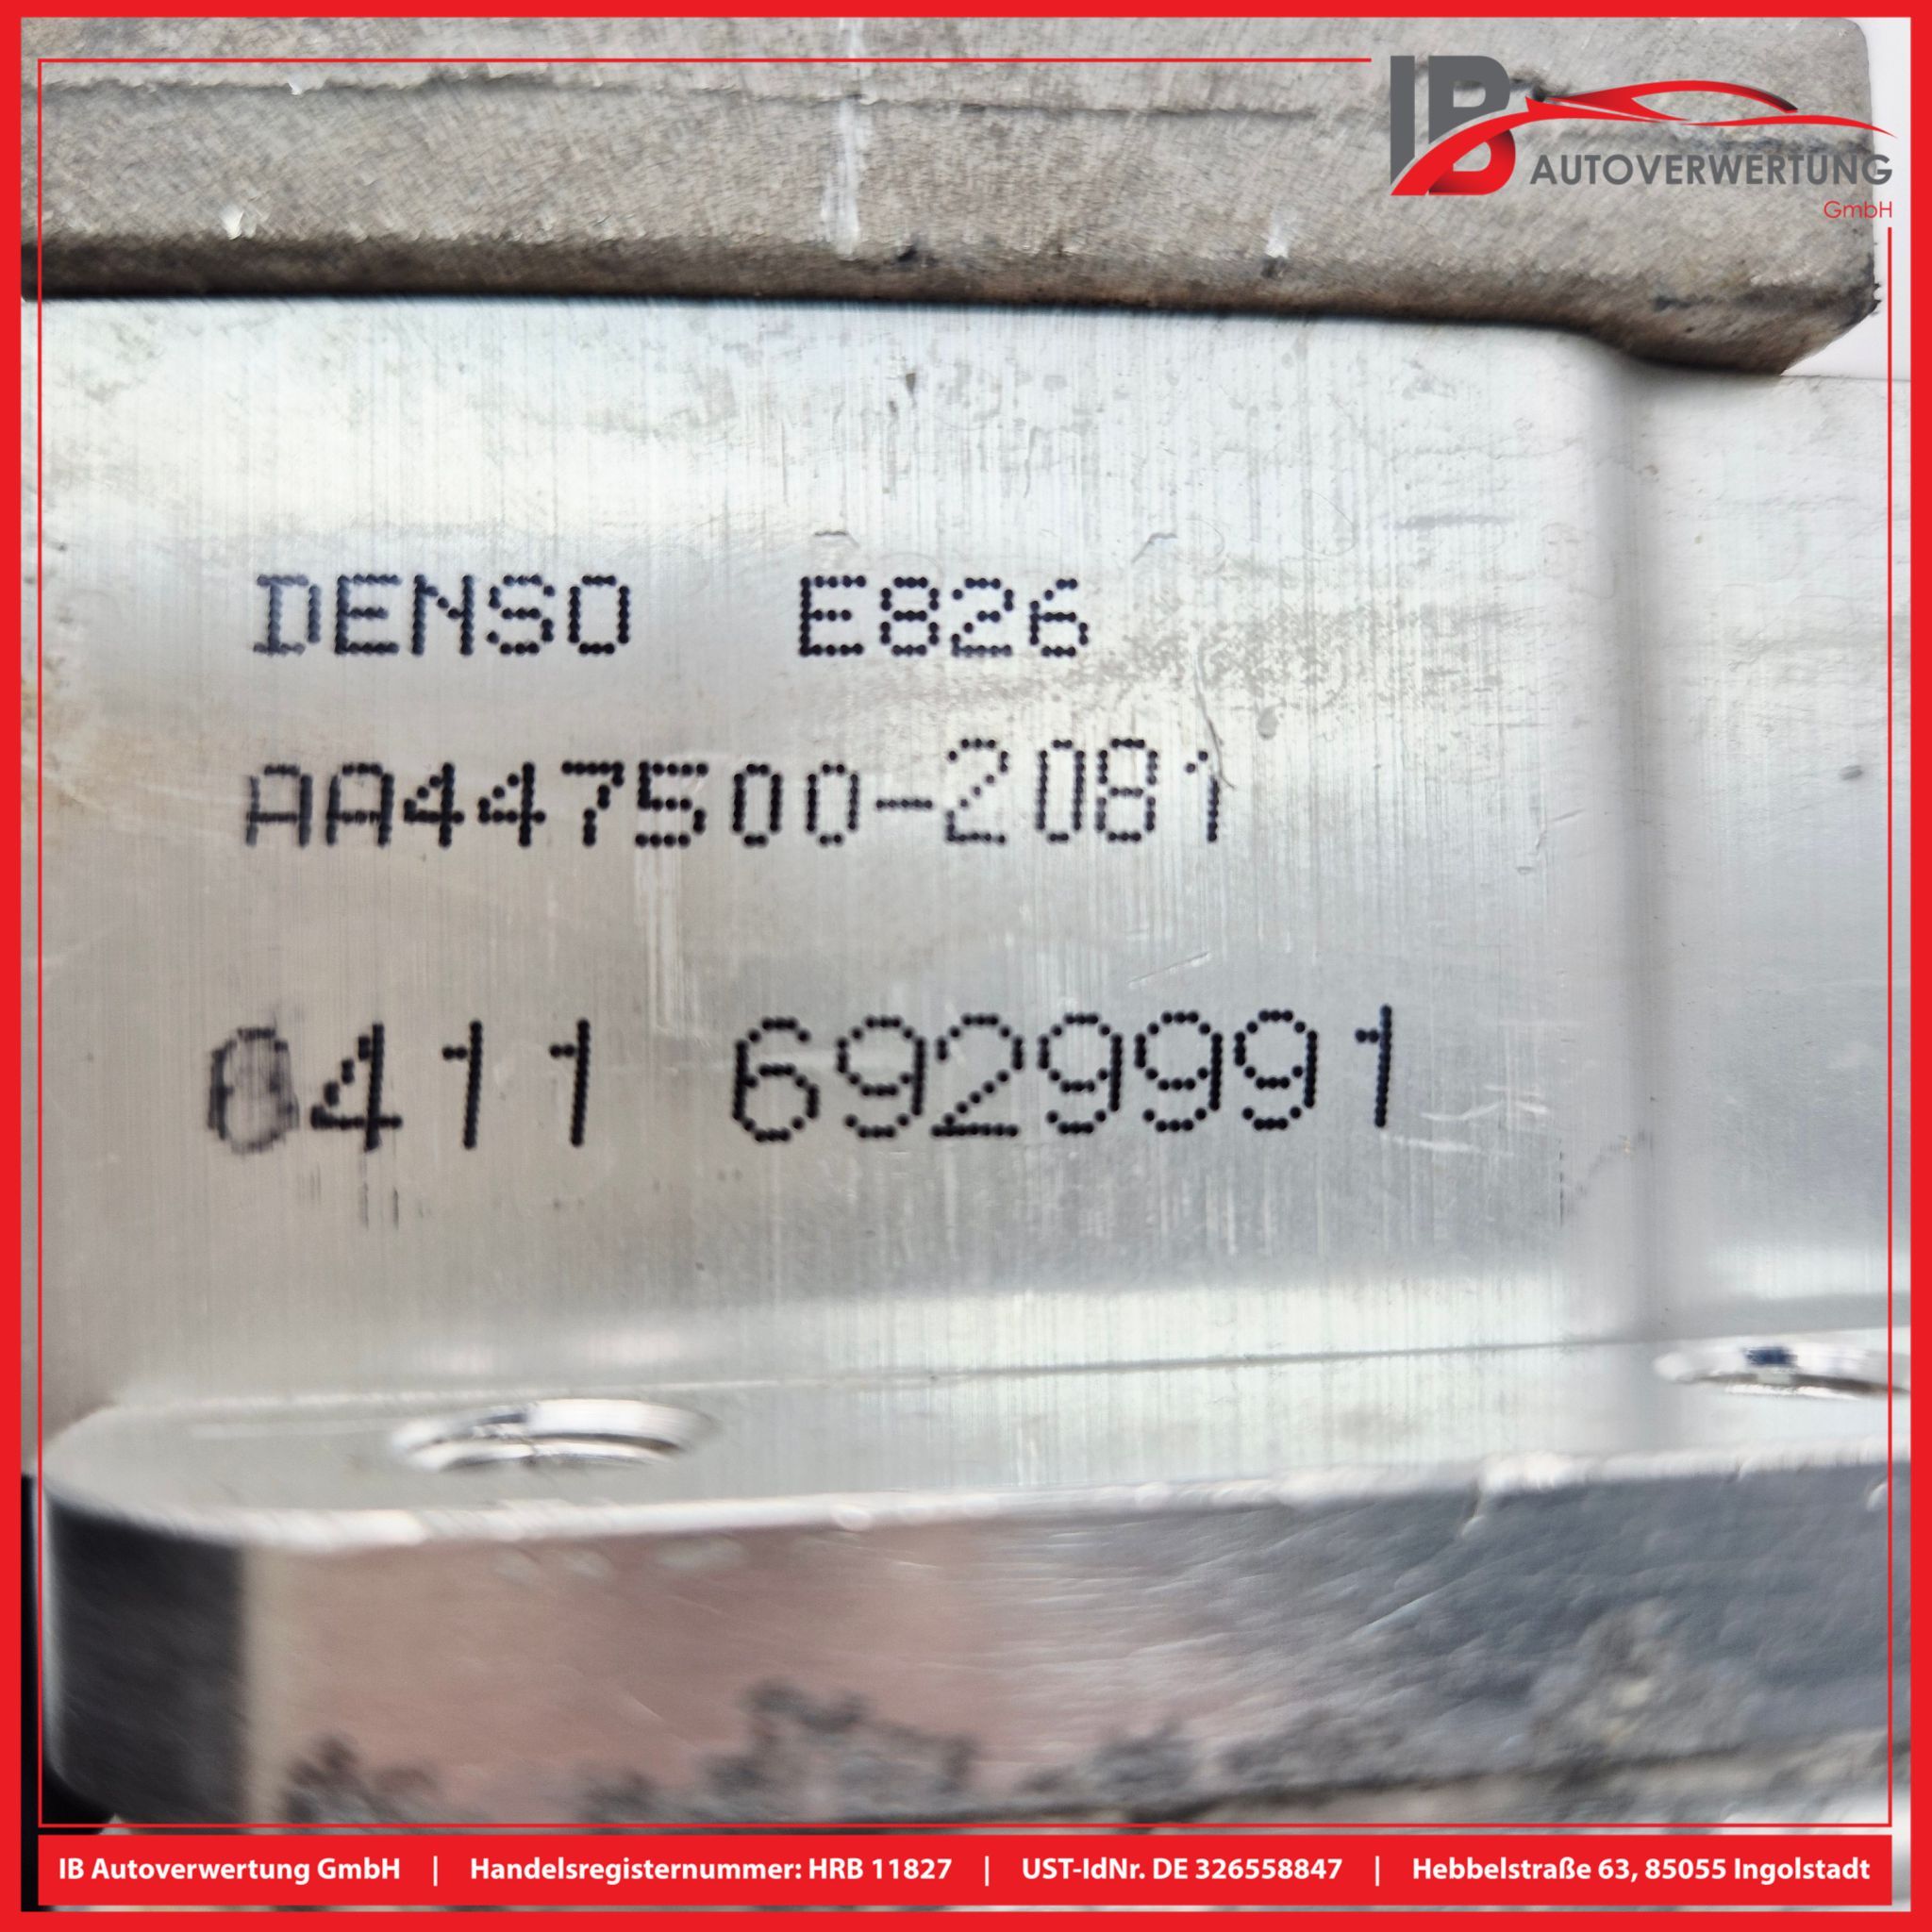 IB AUTOVERWERTUNG
GmbH
DENSO E826
AA447500-2081
0411 6929991
IB Autoverwertung GmbH | Handelsregisternummer: HRB 11827 | UST-IdNr. DE 326558847 | Hebbelstraße 63, 85055 Ingolstadt